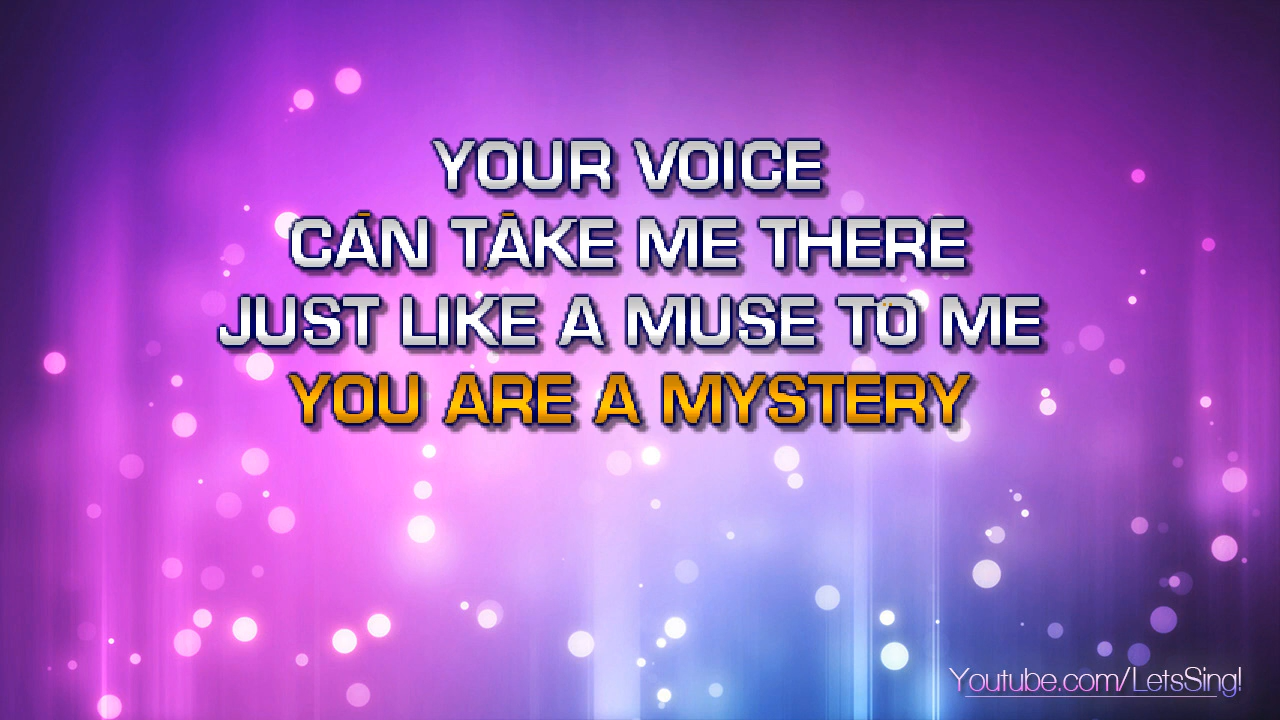 YOUR VOICE
CAN TAKE ME THERE
JUST LIKE A MUSE TO ME
YOU ARE A MYSTERY
Youtube.com/LetsSing!